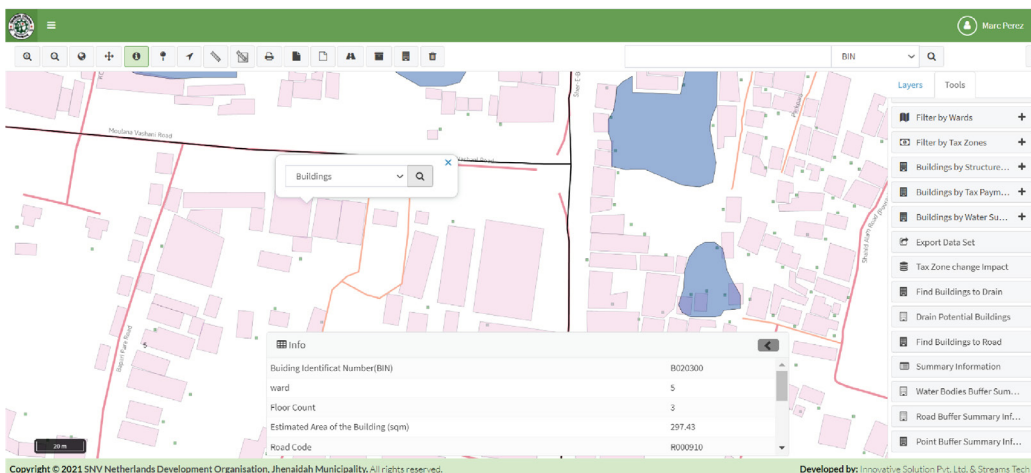 Marc Perez
BIN
Layers
Tools
Sher-E-B
Moulana Vashani Road
Vashani Road
Buildings
Filter by Wards +
Filter by Tax Zones +
Buildings by Structure... +
Buildings by Tax Paym... +
Buildings by Water Su... +
Export Data Set
Tax Zone change Impact
Find Buildings to Drain
Drain Potential Buildings
Find Buildings to Road
Summary Information
Water Bodies Buffer Sum...
Road Buffer Summary Inf...
Point Buffer Summary Inf...
5
Info
Buiding Identificat Number(BIN) B020300
ward 5
Floor Count 3
Estimated Area of the Building (sqm) 297.43
Road Code R000910
20 m
Copyright © 2021 SNV Netherlands Development Organisation, Jhenaidah Municipality. All rights reserved.
Developed by: Innovative Solution Pvt. Ltd. & Streams Tech